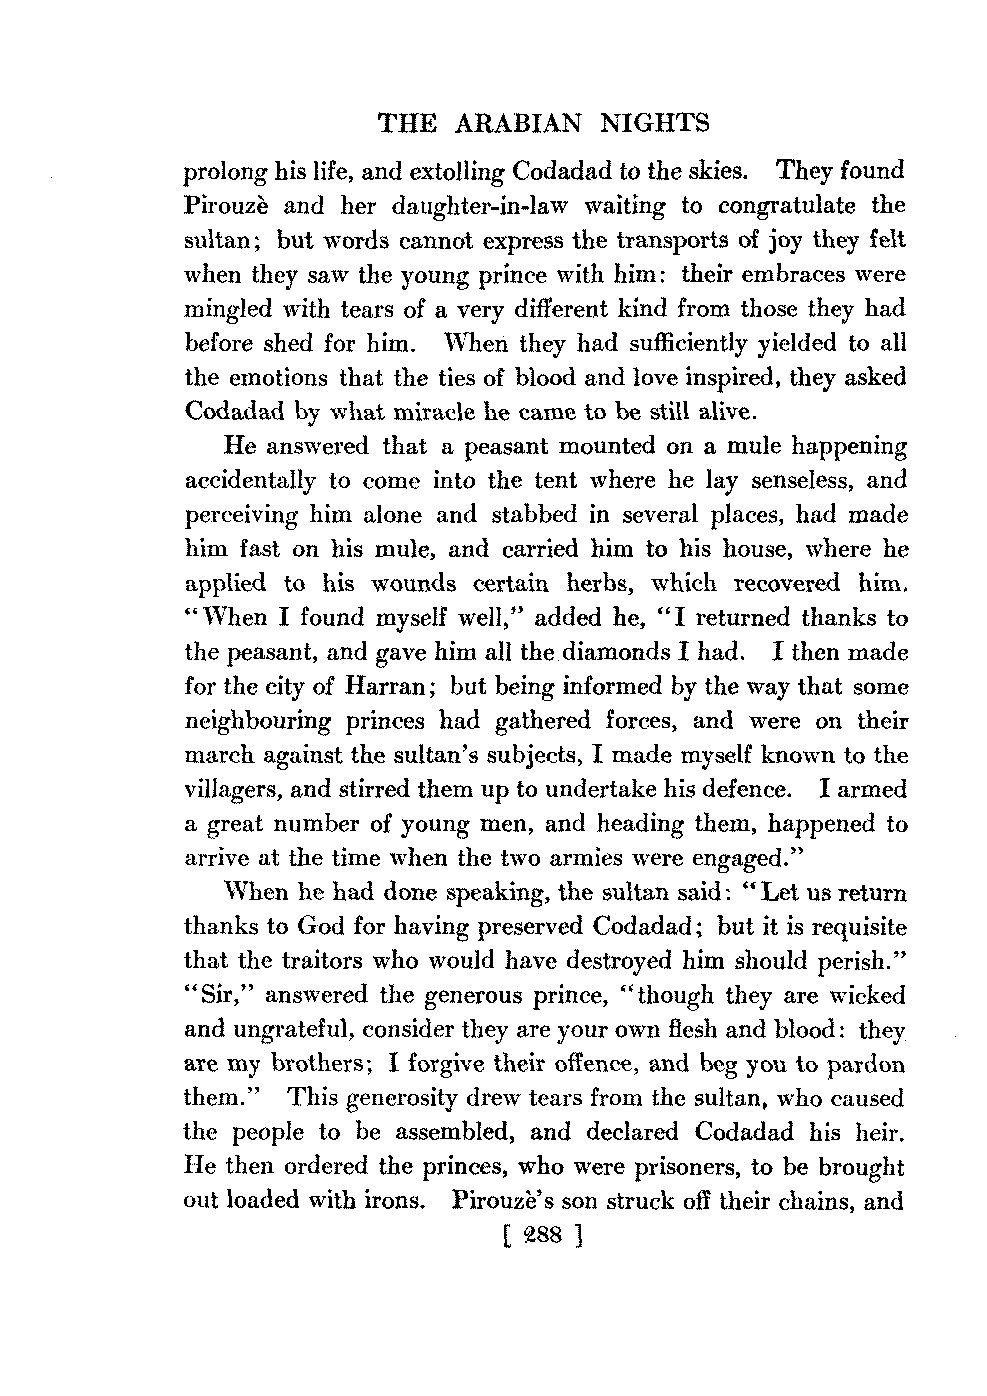 THE ARABIAN NIGHTS
prolong his life, and extolling Codadad to the skies. They found
Pirouzè and her daughter-in-law waiting to congratulate the
sultan; but words cannot express the transports of joy they felt
when they saw the young prince with him: their embraces were
mingled with tears of a very different kind from those they had
before shed for him. When they had sufficiently yielded to all
the emotions that the ties of blood and love inspired, they asked
Codadad by what miracle he came to be still alive.
He answered that a peasant mounted on a mule happening
accidentally to come into the tent where he lay senseless, and
perceiving him alone and stabbed in several places, had made
him fast on his mule, and carried him to his house, where he
applied to his wounds certain herbs, which recovered him.
"When I found myself well," added he, "I returned thanks to
the peasant, and gave him all the diamonds I had. I then made
for the city of Harran; but being informed by the way that some
neighbouring princes had gathered forces, and were on their
march against the sultan's subjects, I made myself known to the
villagers, and stirred them up to undertake his defence. I armed
a great number of young men, and heading them, happened to
arrive at the time when the two armies were engaged."
When he had done speaking, the sultan said: "Let us return
thanks to God for having preserved Codadad; but it is requisite
that the traitors who would have destroyed him should perish."
"Sir," answered the generous prince, "though they are wicked
and ungrateful, consider they are your own flesh and blood: they
are my brothers; I forgive their offence, and beg you to pardon
them." This generosity drew tears from the sultan, who caused
the people to be assembled, and declared Codadad his heir.
He then ordered the princes, who were prisoners, to be brought
out loaded with irons. Pirouzè's son struck off their chains, and
[ 288 ]